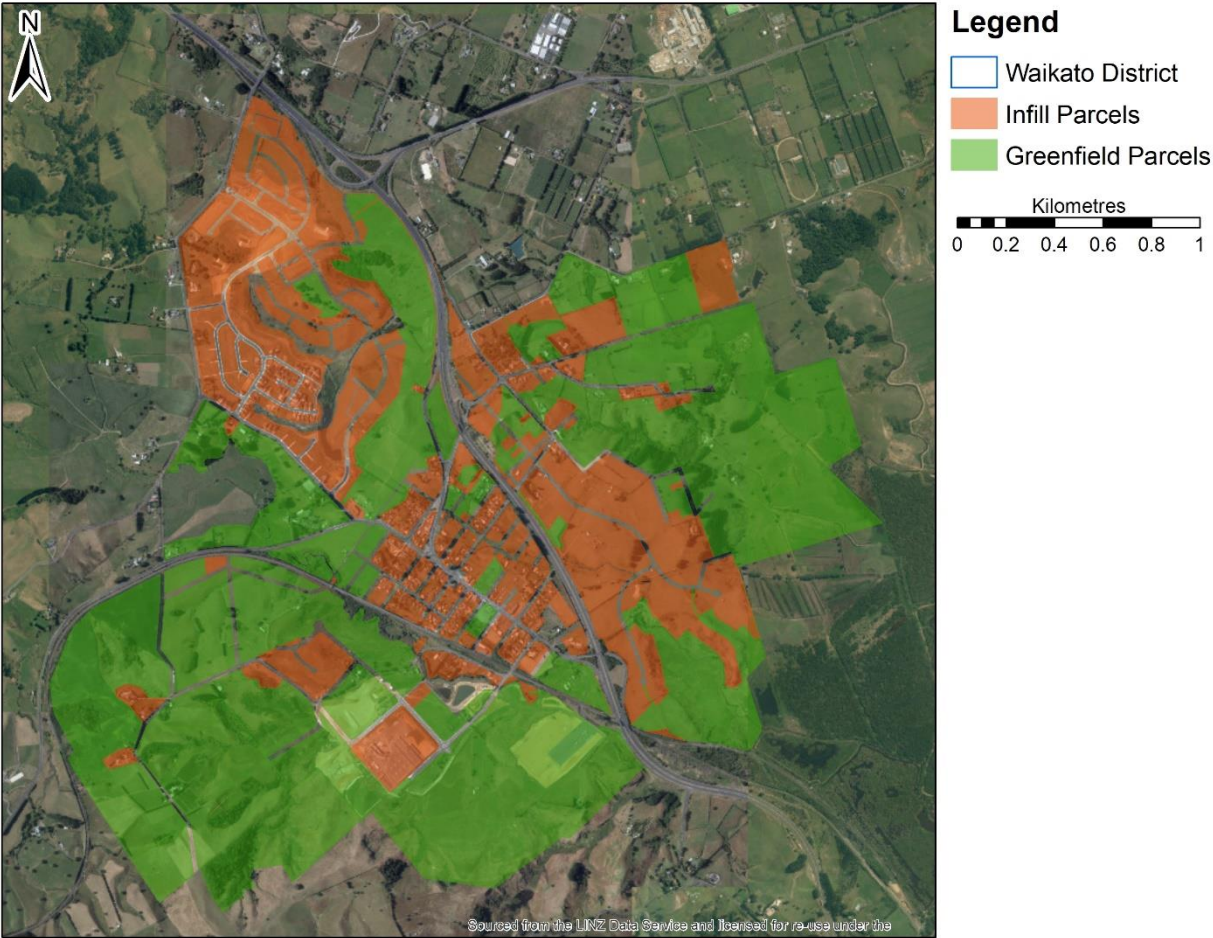 N
Legend
Waikato District
Infill Parcels
Greenfield Parcels
Kilometres
0 0.2 0.4 0.6 0.8 1
Sourced from the LINZ Data Service and licensed for re-use under the